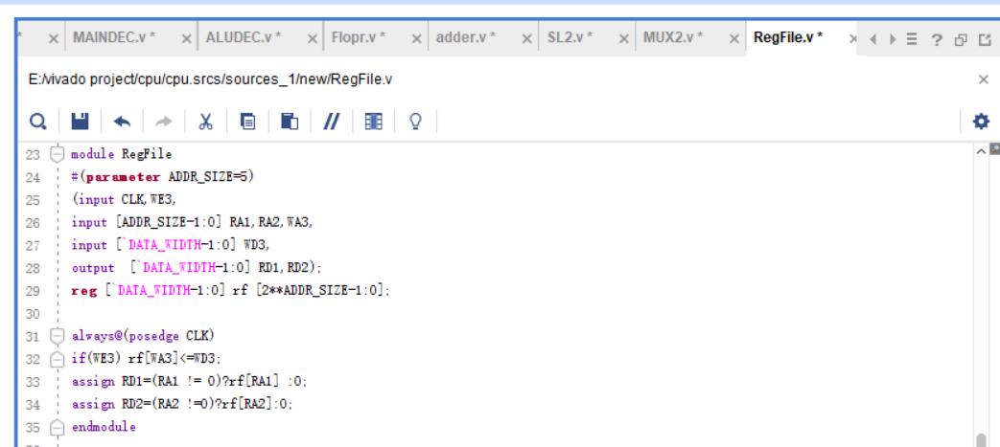 * MAINDEC.v * ALUDEC.v * Flopr.v * adder.v * SL2.v * MUX2.v * RegFile.v *
E:/vivado project/cpu/cpu.srcs/sources_1/new/RegFile.v
23 module RegFile
24 #(parameter ADDR_SIZE=5)
25 (input CLK,WE3,
26 input [ADDR_SIZE-1:0] RA1,RA2,WA3,
27 input [`DATA_WIDTH-1:0] WD3,
28 output [`DATA_WIDTH-1:0] RD1,RD2);
29 reg [`DATA_WIDTH-1:0] rf [2**ADDR_SIZE-1:0];
30
31 always@(posedge CLK)
32 if(WE3) rf[WA3]<=WD3;
33 assign RD1=(RA1 != 0)?rf[RA1] :0;
34 assign RD2=(RA2 !=0)?rf[RA2]:0;
35 endmodule